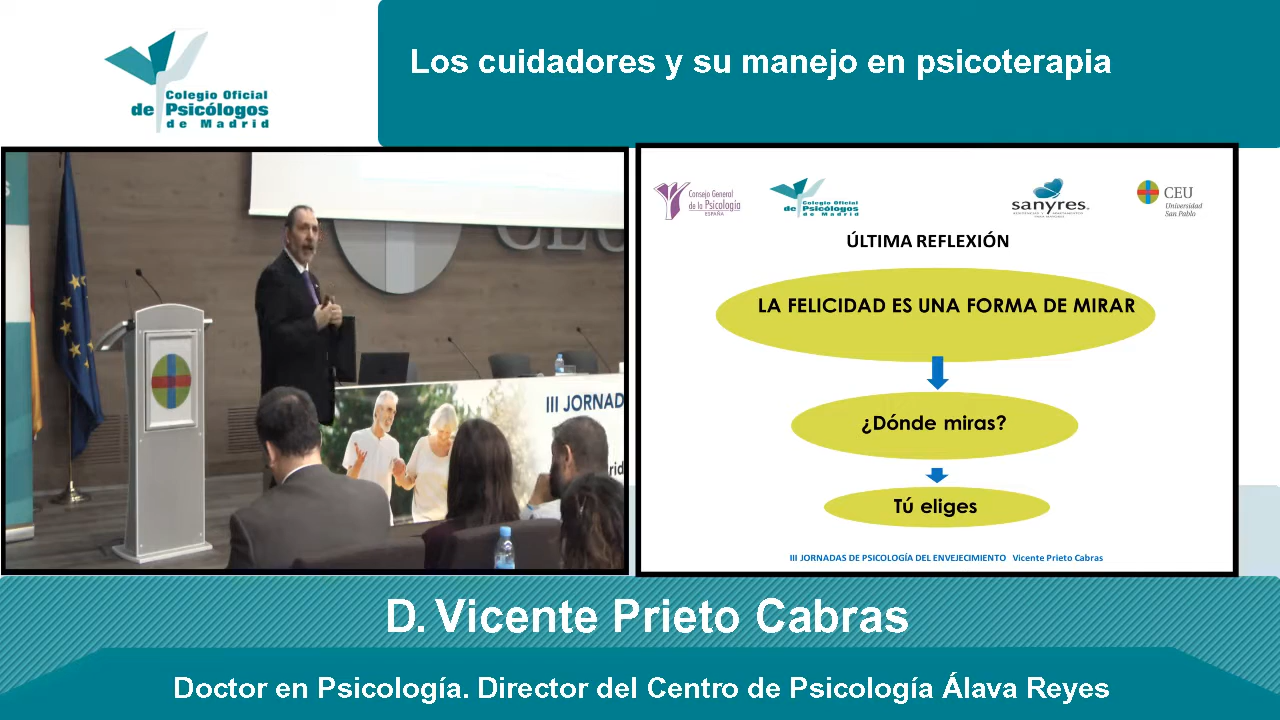 Los cuidadores y su manejo en psicoterapia
Colegio Oficial
de Psicólogos
de Madrid
CEU
III JORNAD
Consejo General
de la Psicología
ESPAÑA
Colegio Oficial
de Psicólogos
de Madrid
sanyres.
CEU
Universidad
San Pablo
ÚLTIMA REFLEXIÓN
LA FELICIDAD ES UNA FORMA DE MIRAR
¿Dónde miras?
Tú eliges
III JORNADAS DE PSICOLOGÍA DEL ENVEJECIMIENTO Vicente Prieto Cabras
D. Vicente Prieto Cabras
Doctor en Psicología. Director del Centro de Psicología Álava Reyes